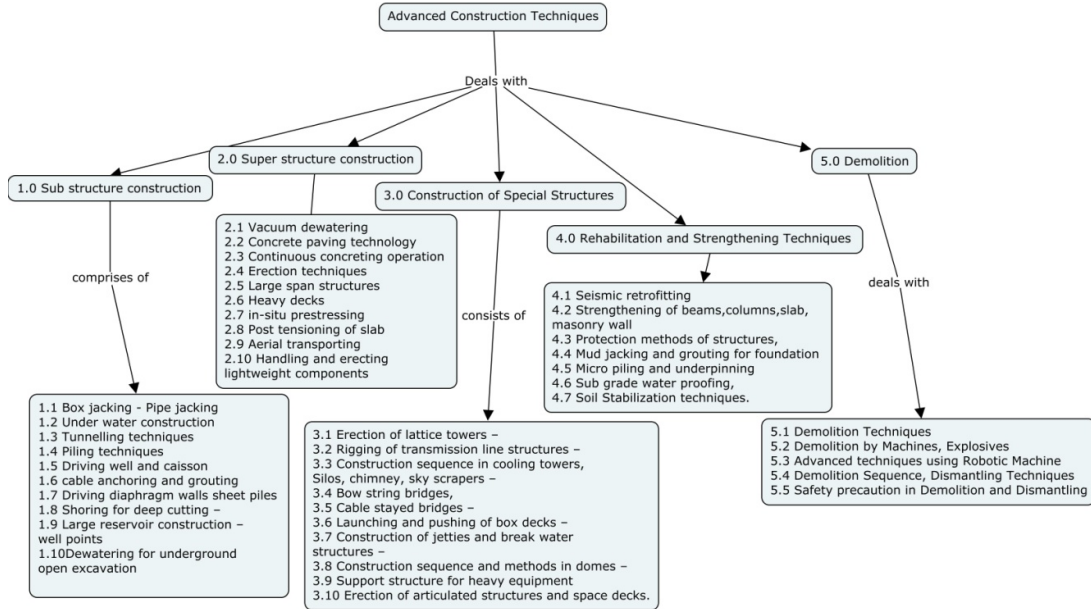 Advanced Construction Techniques
Deals with
2.0 Super structure construction
5.0 Demolition
1.0 Sub structure construction
3.0 Construction of Special Structures
4.0 Rehabilitation and Strengthening Techniques
comprises of
2.1 Vacuum dewatering
2.2 Concrete paving technology
2.3 Continuous concreting operation
2.4 Erection techniques
2.5 Large span structures
2.6 Heavy decks
2.7 in-situ prestressing
2.8 Post tensioning of slab
2.9 Aerial transporting
2.10 Handling and erecting
lightweight components
consists of
4.1 Seismic retrofitting
4.2 Strengthening of beams,columns,slab,
masonry wall
4.3 Protection methods of structures,
4.4 Mud jacking and grouting for foundation
4.5 Micro piling and underpinning
4.6 Sub grade water proofing,
4.7 Soil Stabilization techniques.
deals with
1.1 Box jacking - Pipe jacking
1.2 Under water construction
1.3 Tunnelling techniques
1.4 Piling techniques
1.5 Driving well and caisson
1.6 cable anchoring and grouting
1.7 Driving diaphragm walls sheet piles
1.8 Shoring for deep cutting –
1.9 Large reservoir construction –
well points
1.10Dewatering for underground
open excavation
3.1 Erection of lattice towers –
3.2 Rigging of transmission line structures –
3.3 Construction sequence in cooling towers,
Silos, chimney, sky scrapers –
3.4 Bow string bridges,
3.5 Cable stayed bridges –
3.6 Launching and pushing of box decks –
3.7 Construction of jetties and break water
structures –
3.8 Construction sequence and methods in domes –
3.9 Support structure for heavy equipment
3.10 Erection of articulated structures and space decks.
5.1 Demolition Techniques
5.2 Demolition by Machines, Explosives
5.3 Advanced techniques using Robotic Machine
5.4 Demolition Sequence, Dismantling Techniques
5.5 Safety precaution in Demolition and Dismantling